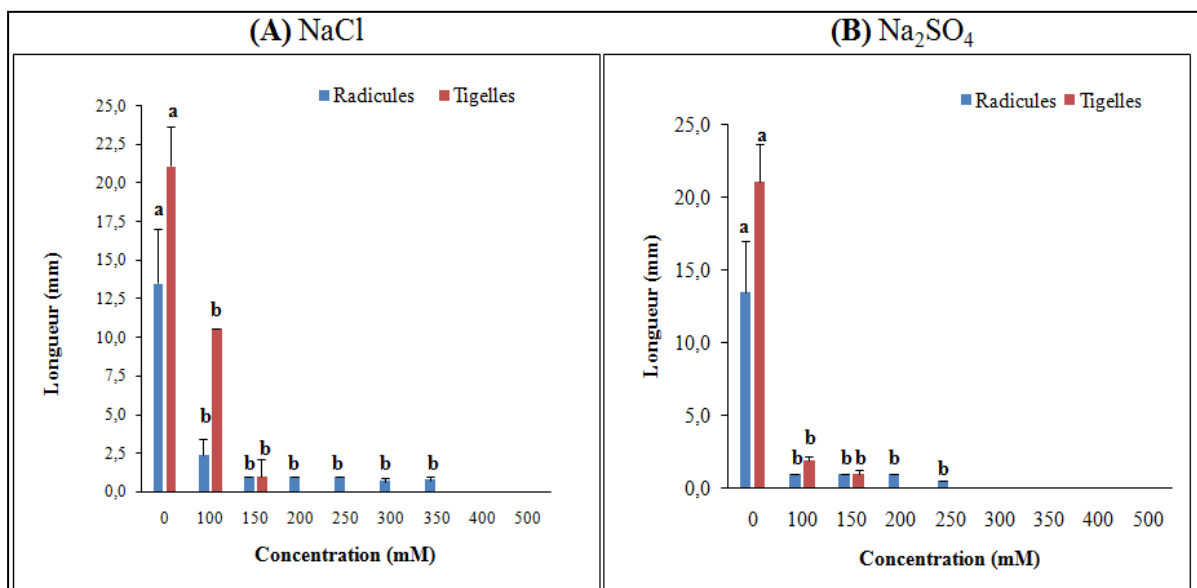 (A) NaCl
Radicules Tigelles
Longueur (mm)
25,0
22,5
20,0
17,5
15,0
12,5
10,0
7,5
5,0
2,5
0,0
a
a
b
b
b
b
b
b
b
b
0 100 150 200 250 300 350 400 450 500
Concentration (mM)
(B) Na₂SO₄
Radicules Tigelles
Longueur (mm)
25,0
20,0
15,0
10,0
5,0
0,0
a
a
b
b
b
b
b
b
0 100 150 200 250 300 350 400 450 500
Concentration (mM)